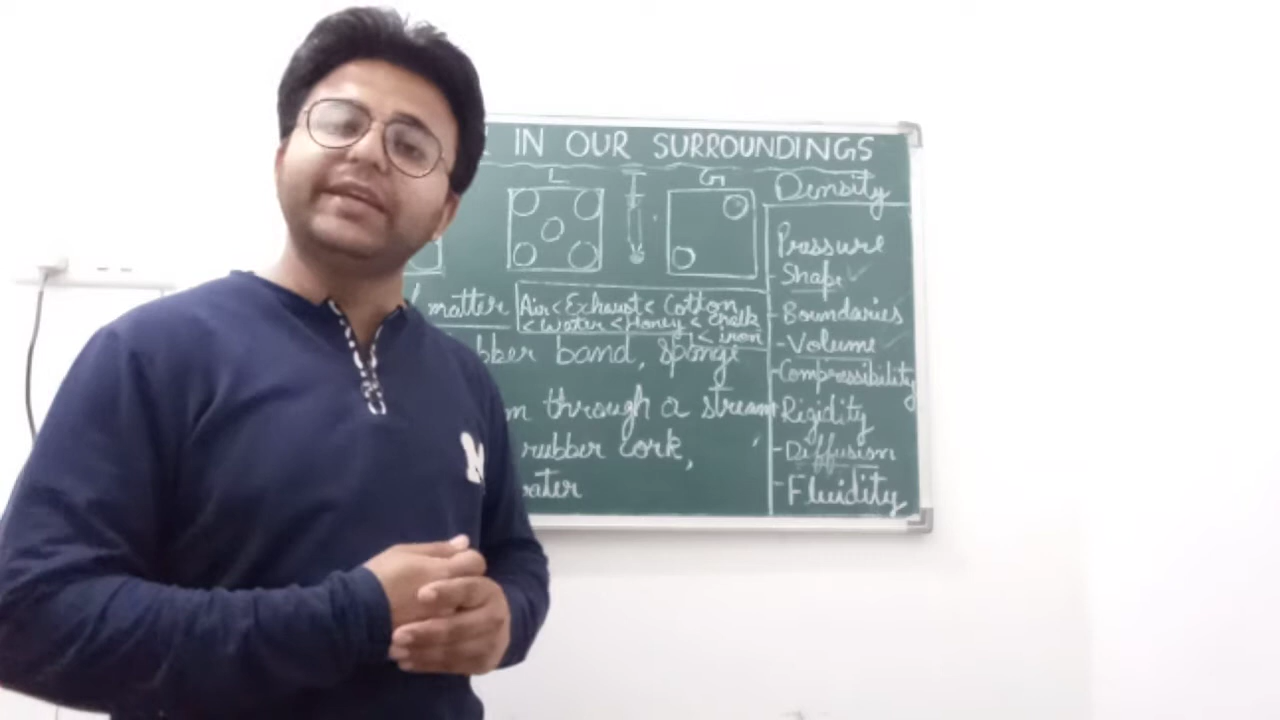 IN OUR SURROUNDINGS
L
G
Density
Pressure
- Shape ✓
- Boundaries
- Volume
- Compressibility
Rigidity
- Diffusion
- Fluidity
matter
Air < Exhaust < Cotton
< Water < Honey < Chalk
< iron
bber band, sponge
m through a stream
rubber cork,
water